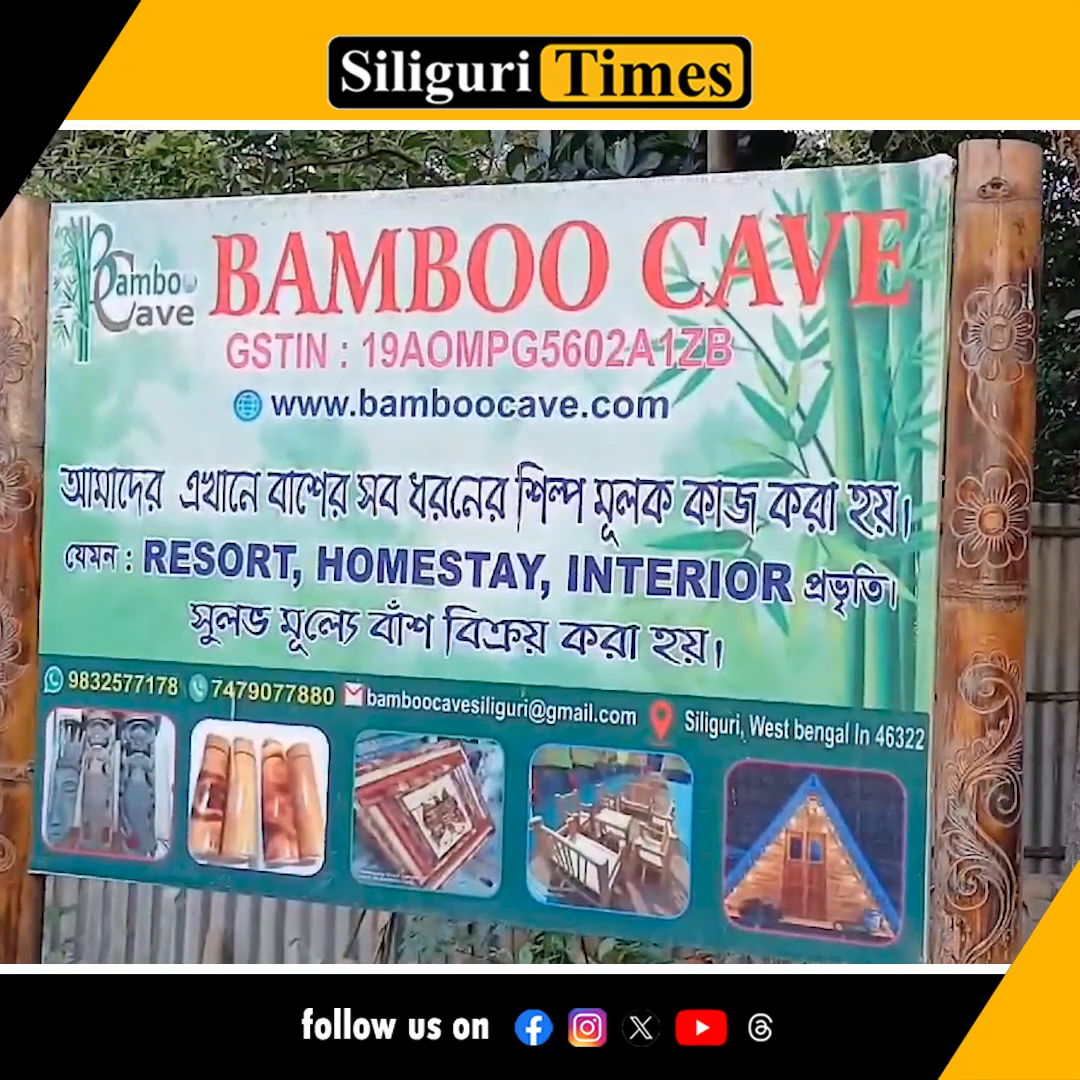 Siliguri Times
Bamboo Cave
BAMBOO CAVE
GSTIN : 19AOMPG5602A1ZB
www.bamboocave.com
আমাদের এখানে বাশের সব ধরনের শিল্প মূলক কাজ করা হয়।
যেমন : RESORT, HOMESTAY, INTERIOR প্রভৃতি।
সুলভ মূল্যে বাঁশ বিক্রয় করা হয়।
9832577178 7479077880 bamboocavesiliguri@gmail.com Siliguri, West bengal In 46322
follow us on